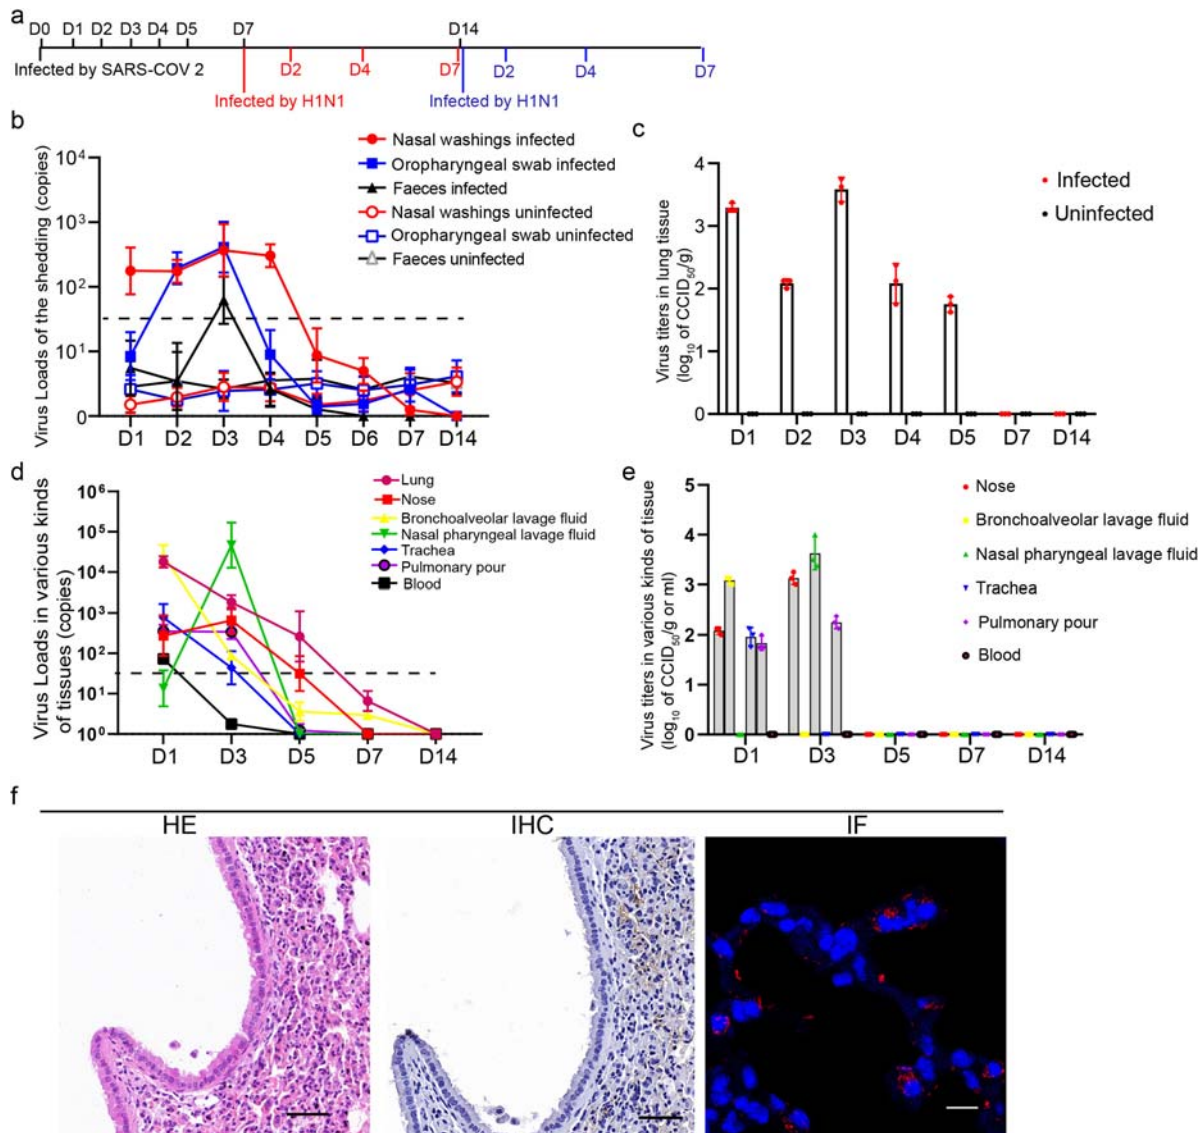 a
D0 D1 D2 D3 D4 D5 D7 D14
Infected by SARS-COV 2
D2 D4 D7 D2 D4 D7
Infected by H1N1 Infected by H1N1
b
Virus Loads of the shedding (copies)
10⁴
10³
10²
10¹
0
D1 D2 D3 D4 D5 D6 D7 D14
Nasal washings infected
Oropharyngeal swab infected
Faeces infected
Nasal washings uninfected
Oropharyngeal swab uninfected
Faeces uninfected
c
Virus titers in lung tissue
(log₁₀ of CCID₅₀/g)
4
3
2
1
0
D1 D2 D3 D4 D5 D7 D14
Infected
Uninfected
d
Virus Loads in various kinds
of tissues (copies)
10⁶
10⁵
10⁴
10³
10²
10¹
10⁰
D1 D3 D5 D7 D14
Lung
Nose
Bronchoalveolar lavage fluid
Nasal pharyngeal lavage fluid
Trachea
Pulmonary pour
Blood
e
Virus titers in various kinds of tissue
(log₁₀ of CCID₅₀/g or ml)
5
4
3
2
1
0
D1 D3 D5 D7 D14
Nose
Bronchoalveolar lavage fluid
Nasal pharyngeal lavage fluid
Trachea
Pulmonary pour
Blood
f
HE IHC IF